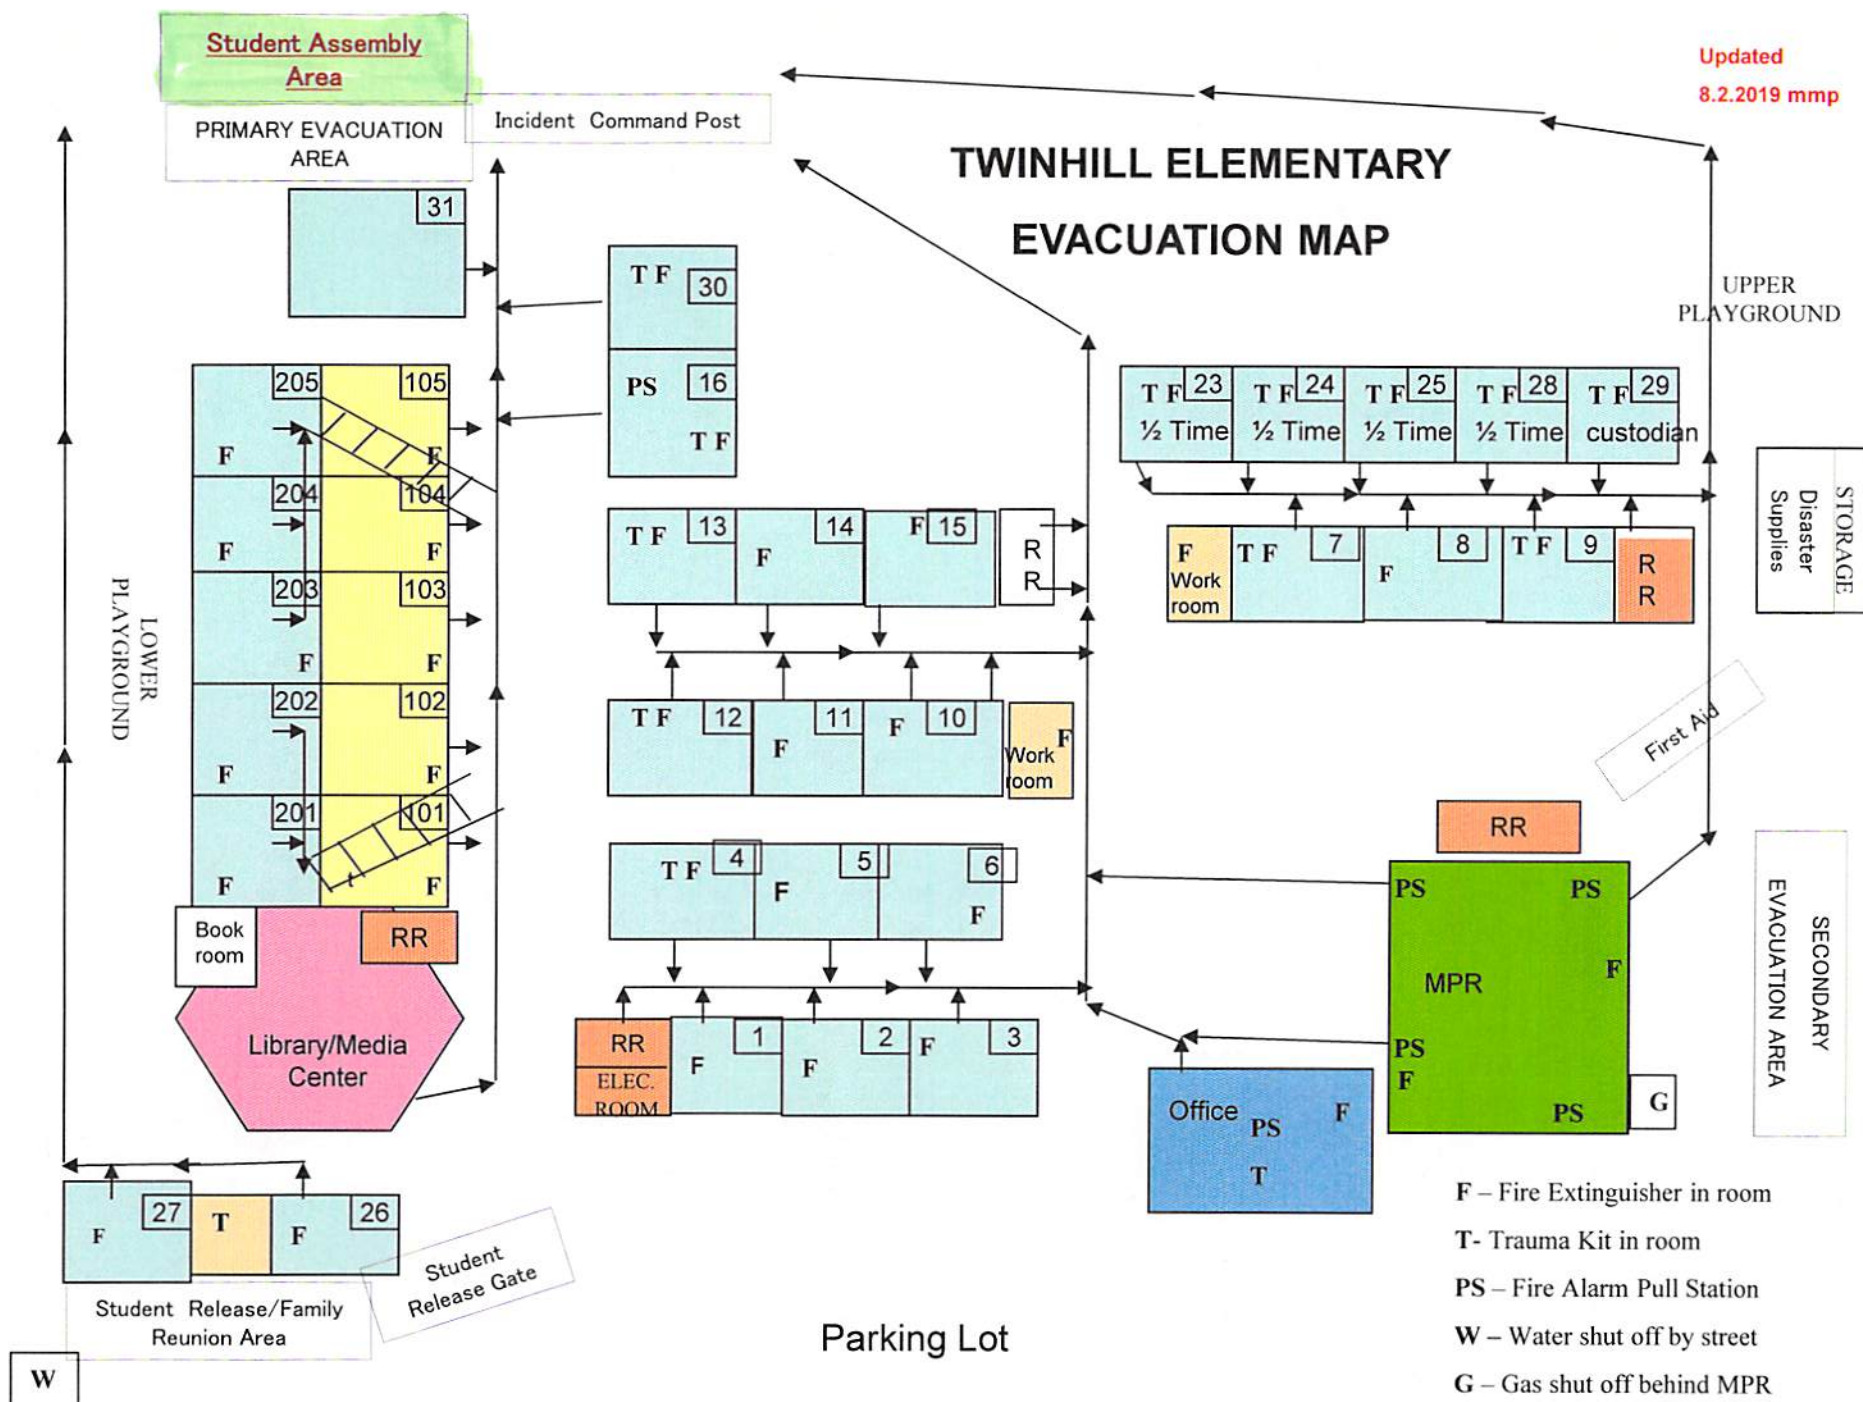 Student Assembly
Area
PRIMARY EVACUATION
AREA
Incident Command Post
Updated
8.2.2019 mmp
TWINHILL ELEMENTARY
EVACUATION MAP
UPPER
PLAYGROUND
31
T F
30
PS
16
T F
205
F
105
F
204
F
104
F
203
F
103
F
202
F
102
F
201
F
101
t
F
LOWER
PLAYGROUND
Book
room
RR
Library/Media
Center
T F
13
F
14
F
15
R
R
T F
12
F
11
F
10
F
Work
room
T F
4
F
5
6
F
RR
ELEC.
ROOM
F
1
F
2
F
3
T F
23
½ Time
T F
24
½ Time
T F
25
½ Time
T F
28
½ Time
T F
29
custodian
F
Work
room
T F
7
F
8
T F
9
R
R
STORAGE
Disaster
Supplies
First Aid
RR
PS
PS
F
MPR
PS
F
PS
G
SECONDARY
EVACUATION AREA
Office
PS
F
T
F
27
T
F
26
Student
Release Gate
Student Release/Family
Reunion Area
W
Parking Lot
F – Fire Extinguisher in room
T- Trauma Kit in room
PS – Fire Alarm Pull Station
W – Water shut off by street
G – Gas shut off behind MPR